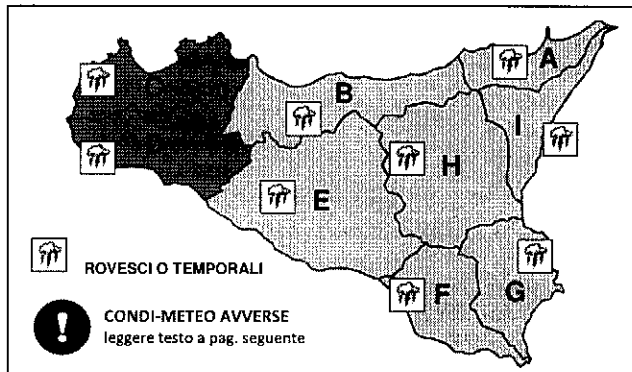 A
B
C
I
H
D
E
F
G
ROVESCI O TEMPORALI
!
CONDI-METEO AVVERSE
leggere testo a pag. seguente